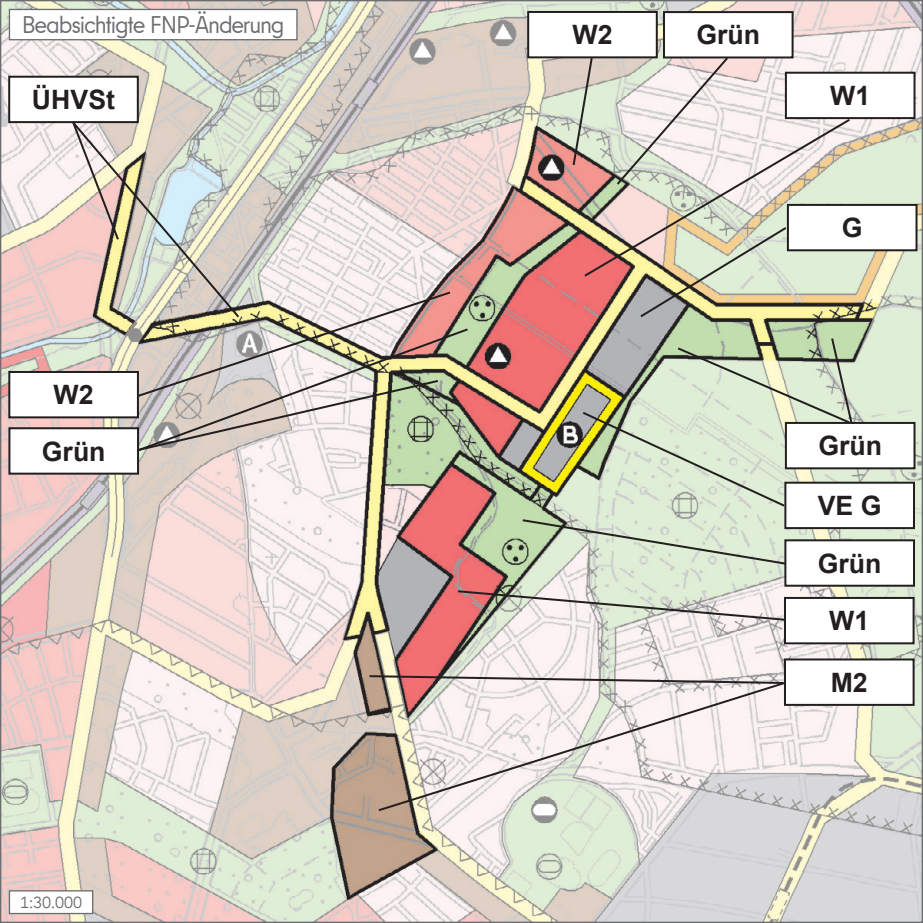 Beabsichtigte FNP-Änderung
W2
Grün
ÜHVSt
W1
G
A
W2
Grün
B
Grün
VE G
Grün
W1
M2
1:30.000